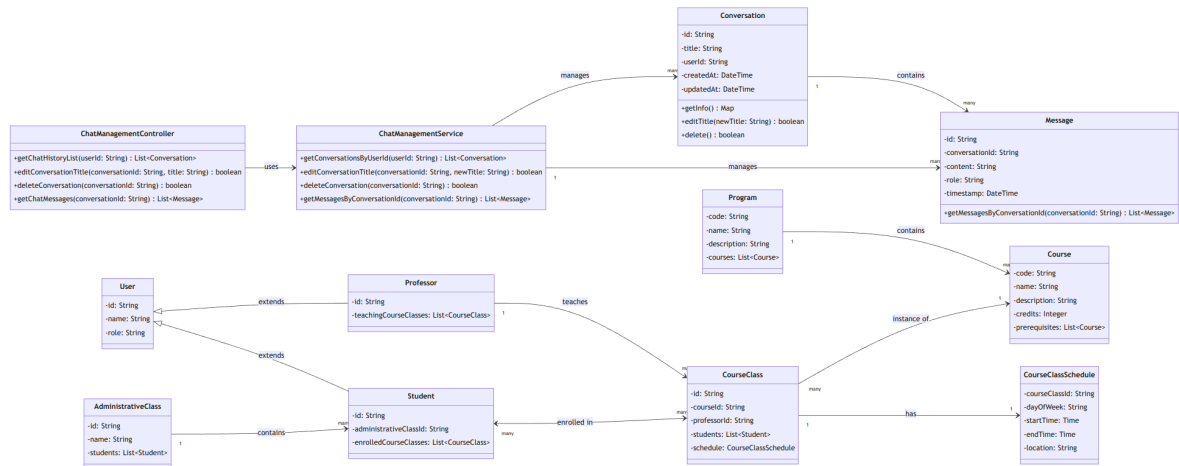 Conversation
-id: String
-title: String
-userId: String
-createdAt: DateTime
-updatedAt: DateTime
+getInfo() : Map
+editTitle(newTitle: String) : boolean
+delete() : boolean
manages
many
contains
1
many
ChatManagementController
+getChatHistoryList(userId: String) : List<Conversation>
+editConversationTitle(conversationId: String, title: String) : boolean
+deleteConversation(conversationId: String) : boolean
+getChatMessages(conversationId: String) : List<Message>
uses
ChatManagementService
+getConversationsByUserId(userId: String) : List<Conversation>
+editConversationTitle(conversationId: String, newTitle: String) : boolean
+deleteConversation(conversationId: String) : boolean
+getMessagesByConversationId(conversationId: String) : List<Message>
1
manages
Message
-id: String
-conversationId: String
-content: String
-role: String
-timestamp: DateTime
+getMessagesByConversationId(conversationId: String) : List<Message>
Program
-code: String
-name: String
-description: String
-courses: List<Course>
1
contains
Course
-code: String
-name: String
-description: String
-credits: Integer
-prerequisites: List<Course>
User
-id: String
-name: String
-role: String
extends
extends
Professor
-id: String
-teachingCourseClasses: List<CourseClass>
1
teaches
instance of
1
many
CourseClass
-id: String
-courseId: String
-professorId: String
-students: List<Student>
-schedule: CourseClassSchedule
1
has
1
CourseClassSchedule
-courseClassId: String
-dayOfWeek: String
-startTime: Time
-endTime: Time
-location: String
AdministrativeClass
-id: String
-name: String
-students: List<Student>
1
contains
Student
-id: String
-administrativeClassId: String
-enrolledCourseClasses: List<CourseClass>
many
enrolled in